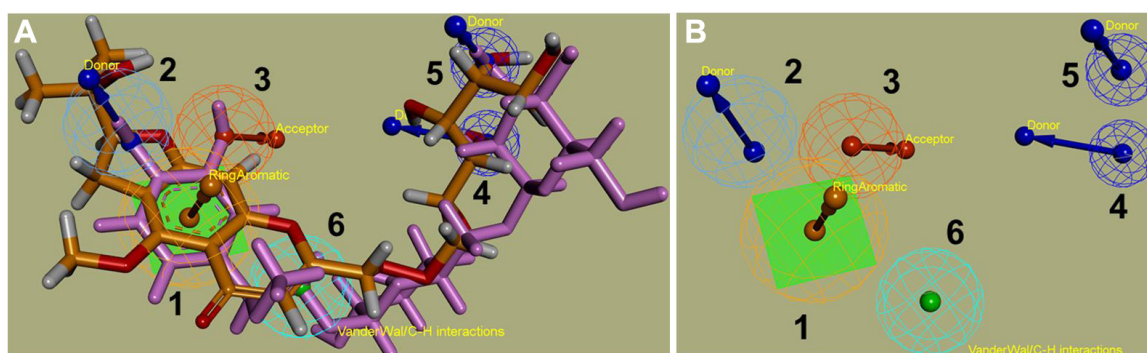 A
Donor
2
3
Acceptor
RingAromatic
1
6
VanderWal/C-H interactions
Donor
5
D
4
B
Donor
2
3
Acceptor
RingAromatic
1
6
VanderWal/C-H interactions
Donor
5
Donor
4